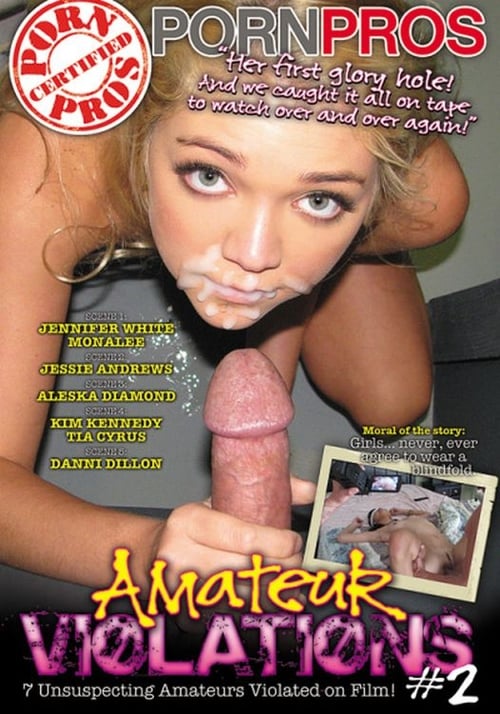 PORN PROS
CERTIFIED
PORNPROS
"Her first glory hole!
And we caught it all on tape
to watch over and over again!"
SCENE 1:
JENNIFER WHITE
MONALEE
SCENE 2:
JESSIE ANDREWS
SCENE 3:
ALESKA DIAMOND
SCENE 4:
KIM KENNEDY
TIA CYRUS
SCENE 5:
DANNI DILLON
Moral of the story:
Girls... never, ever
agree to wear a
blindfold
Amateur
VIOLATIONS
#2
7 Unsuspecting Amateurs Violated on Film!